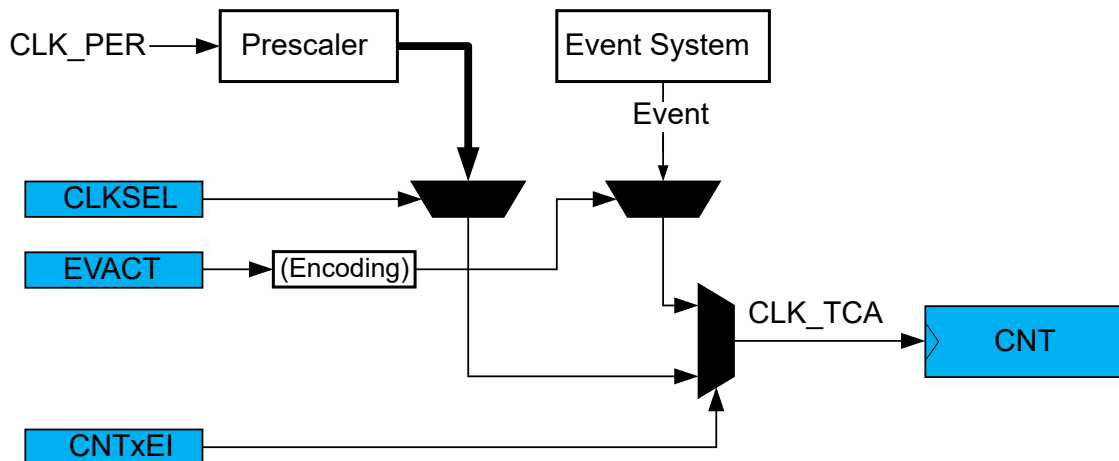 CLK_PER
Prescaler
Event System
Event
CLKSEL
EVACT
(Encoding)
CLK_TCA
CNT
CNTxEI